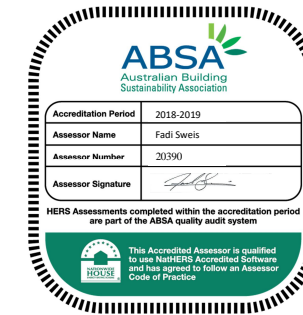 ABSA
Australian Building
Sustainability Association
Accreditation Period 2018-2019
Assessor Name Fadi Sweis
Assessor Number 20390
Assessor Signature
HERS Assessments completed within the accreditation period
are part of the ABSA quality audit system
NATIONWIDE
HOUSE
This Accredited Assessor is qualified
to use NatHERS Accredited Software
and has agreed to follow an Assessor
Code of Practice